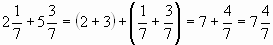 2 1/7 + 5 3/7 = (2 + 3) + (1/7 + 3/7) = 7 + 4/7 = 7 4/7